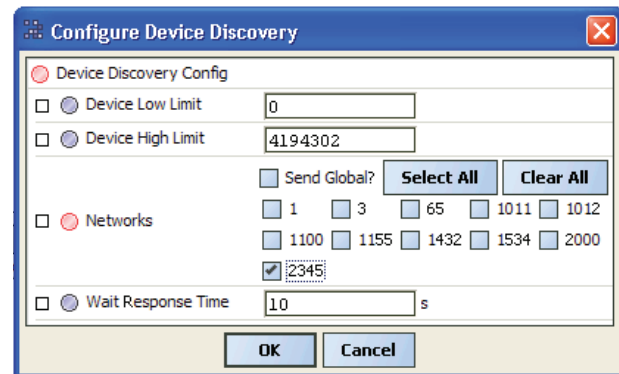 Configure Device Discovery
Device Discovery Config
Device Low Limit 0
Device High Limit 4194302
Send Global? Select All Clear All
Networks
1 3 65 1011 1012
1100 1155 1432 1534 2000
2345
Wait Response Time 10 s
OK Cancel